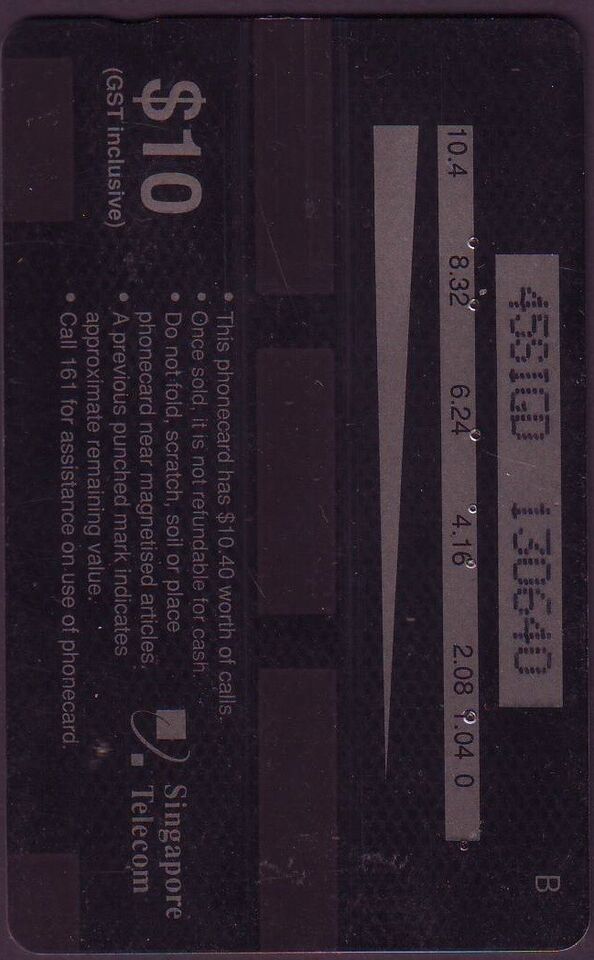 B
45SIGD 130640
10.4 8.32 6.24 4.16 2.08 1.04 0
$10
(GST inclusive)
• This phonecard has $10.40 worth of calls.
• Once sold, it is not refundable for cash.
• Do not fold, scratch, soil or place
phonecard near magnetised articles.
• A previous punched mark indicates
approximate remaining value.
• Call 161 for assistance on use of phonecard.
Singapore
Telecom